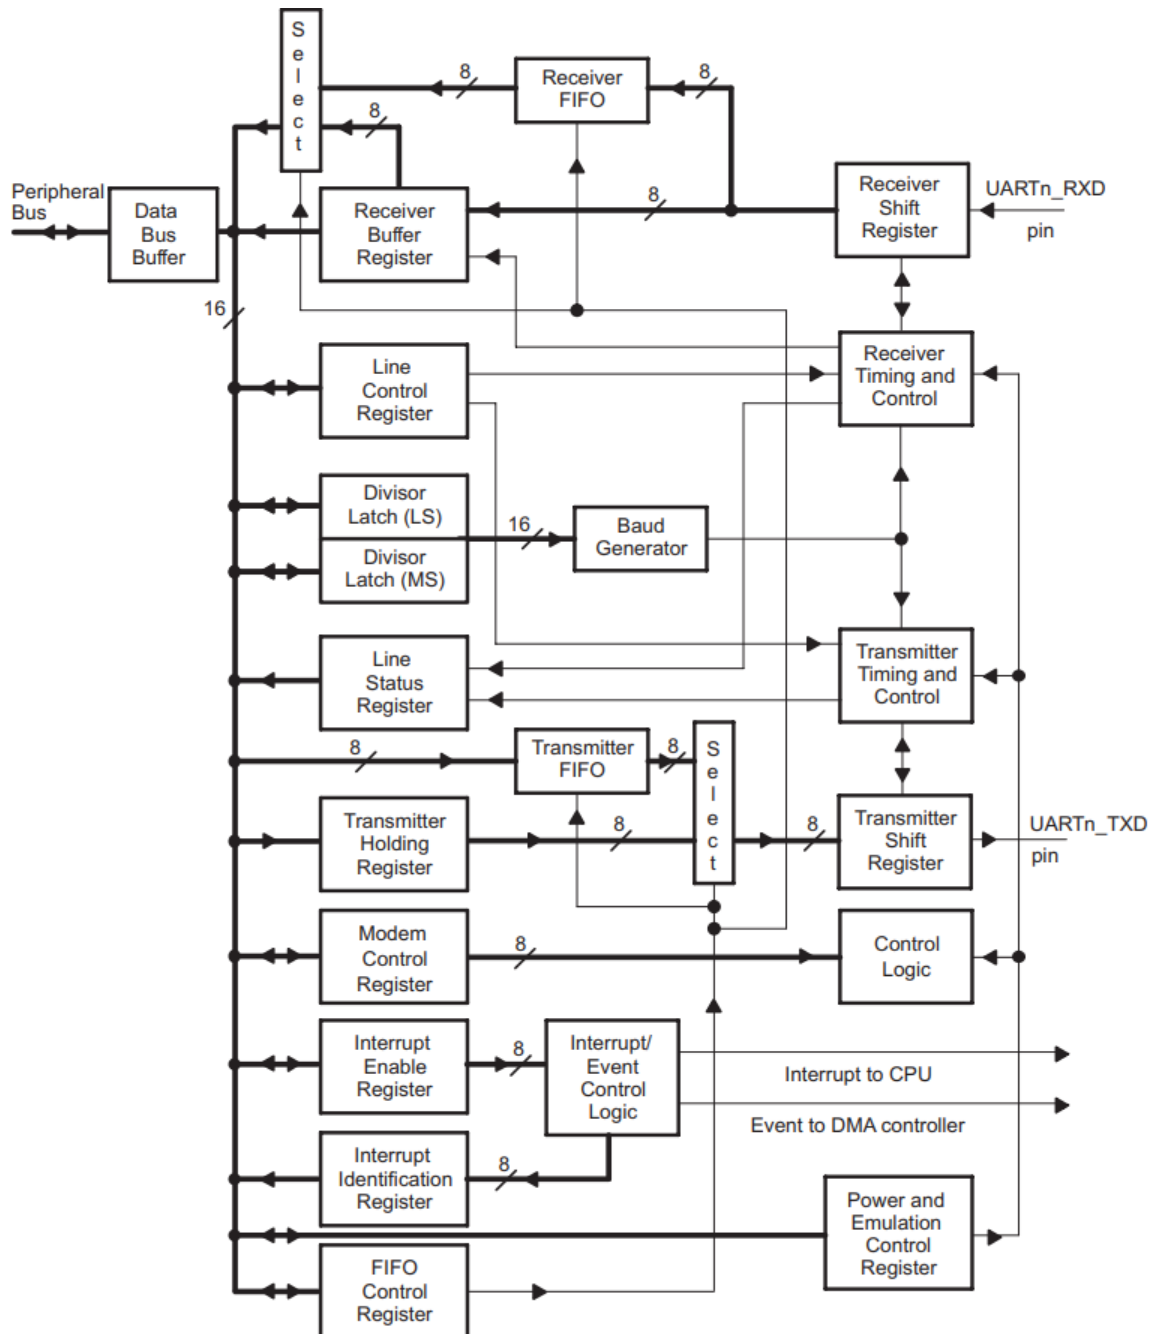 S
e
l
e
c
t
8
Receiver
FIFO
8
8
Peripheral
Bus
Data
Bus
Buffer
Receiver
Buffer
Register
8
Receiver
Shift
Register
UARTn_RXD
pin
16
Line
Control
Register
Receiver
Timing and
Control
Divisor
Latch (LS)
16
Baud
Generator
Divisor
Latch (MS)
Line
Status
Register
Transmitter
Timing and
Control
8
Transmitter
FIFO
8
S
e
l
e
c
t
Transmitter
Holding
Register
8
8
Transmitter
Shift
Register
UARTn_TXD
pin
Modem
Control
Register
8
Control
Logic
Interrupt
Enable
Register
8
Interrupt/
Event
Control
Logic
Interrupt to CPU
Event to DMA controller
Interrupt
Identification
Register
8
Power and
Emulation
Control
Register
FIFO
Control
Register